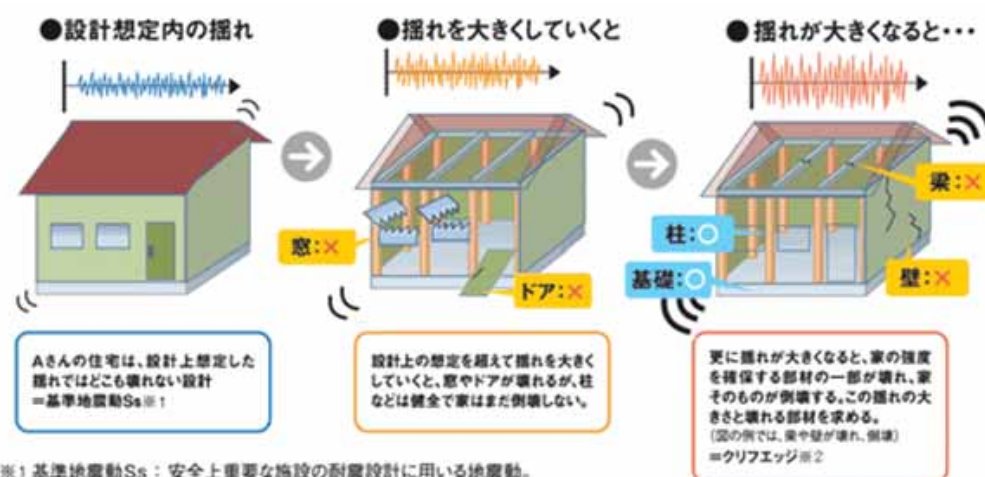 ●設計想定内の揺れ
●揺れを大きくしていくと
●揺れが大きくなると・・・
窓:×
ドア:×
梁:×
柱:○
基礎:○
壁:×
Aさんの住宅は、設計上想定した
揺れではどこも壊れない設計
=基準地震動Ss※1
設計上の想定を超えて揺れを大きく
していくと、窓やドアが壊れるが、柱
などは健全で家はまだ倒壊しない。
更に揺れが大きくなると、家の強度
を確保する部材の一部が壊れ、家
そのものが倒壊する。この揺れの大
きさと壊れる部材を求める。
(図の例では、梁や壁が壊れ、倒壊)
=クリフエッジ※2
※1 基準地震動Ss:安全上重要な施設の耐震設計に用いる地震動。